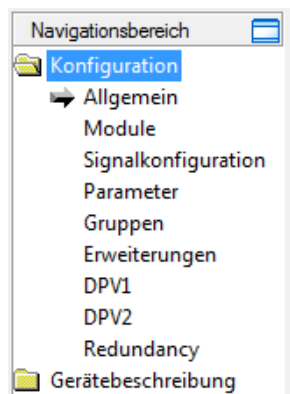 Navigationsbereich
Konfiguration
Allgemein
Module
Signalkonfiguration
Parameter
Gruppen
Erweiterungen
DPV1
DPV2
Redundancy
Gerätebeschreibung